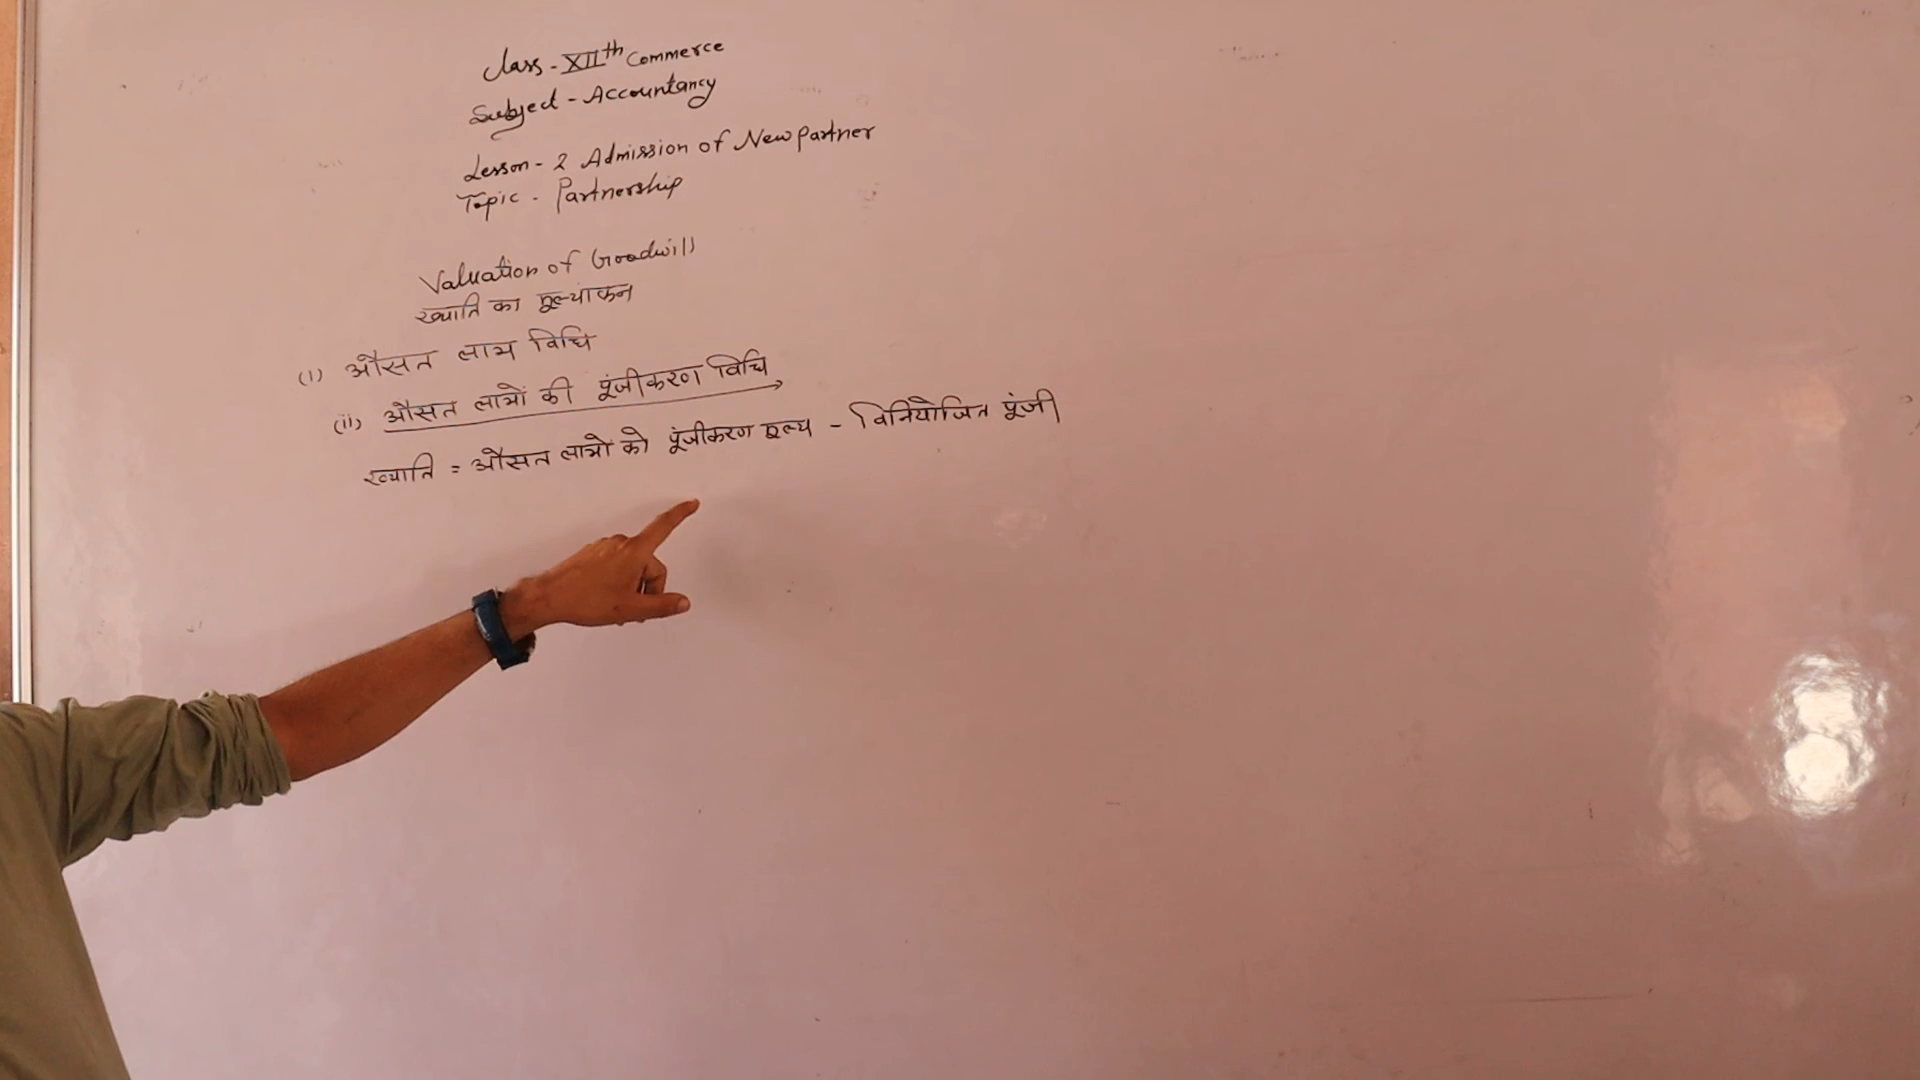 Class - XIIth Commerce
Subject - Accountancy
Lesson - 2 Admission of New partner
Topic - Partnership
Valuation of Goodwill
ख्याति का मूल्यांकन
(i) औसत लाभ विधि
(ii) औसत लाभों की पूंजीकरण विधि
ख्याति = औसत लाभो को पूंजीकरण मूल्य - विनियोजित पूंजी